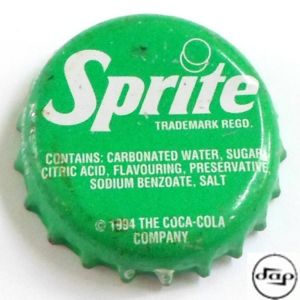 Sprite
TRADEMARK REGD.
CONTAINS: CARBONATED WATER, SUGAR
CITRIC ACID, FLAVOURING, PRESERVATIVE
SODIUM BENZOATE, SALT
© 1994 THE COCA-COLA
COMPANY
dap